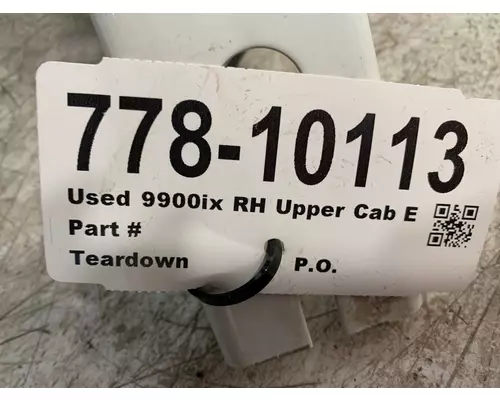 778-10113
Used 9900ix RH Upper Cab E
Part #
Teardown P.O.